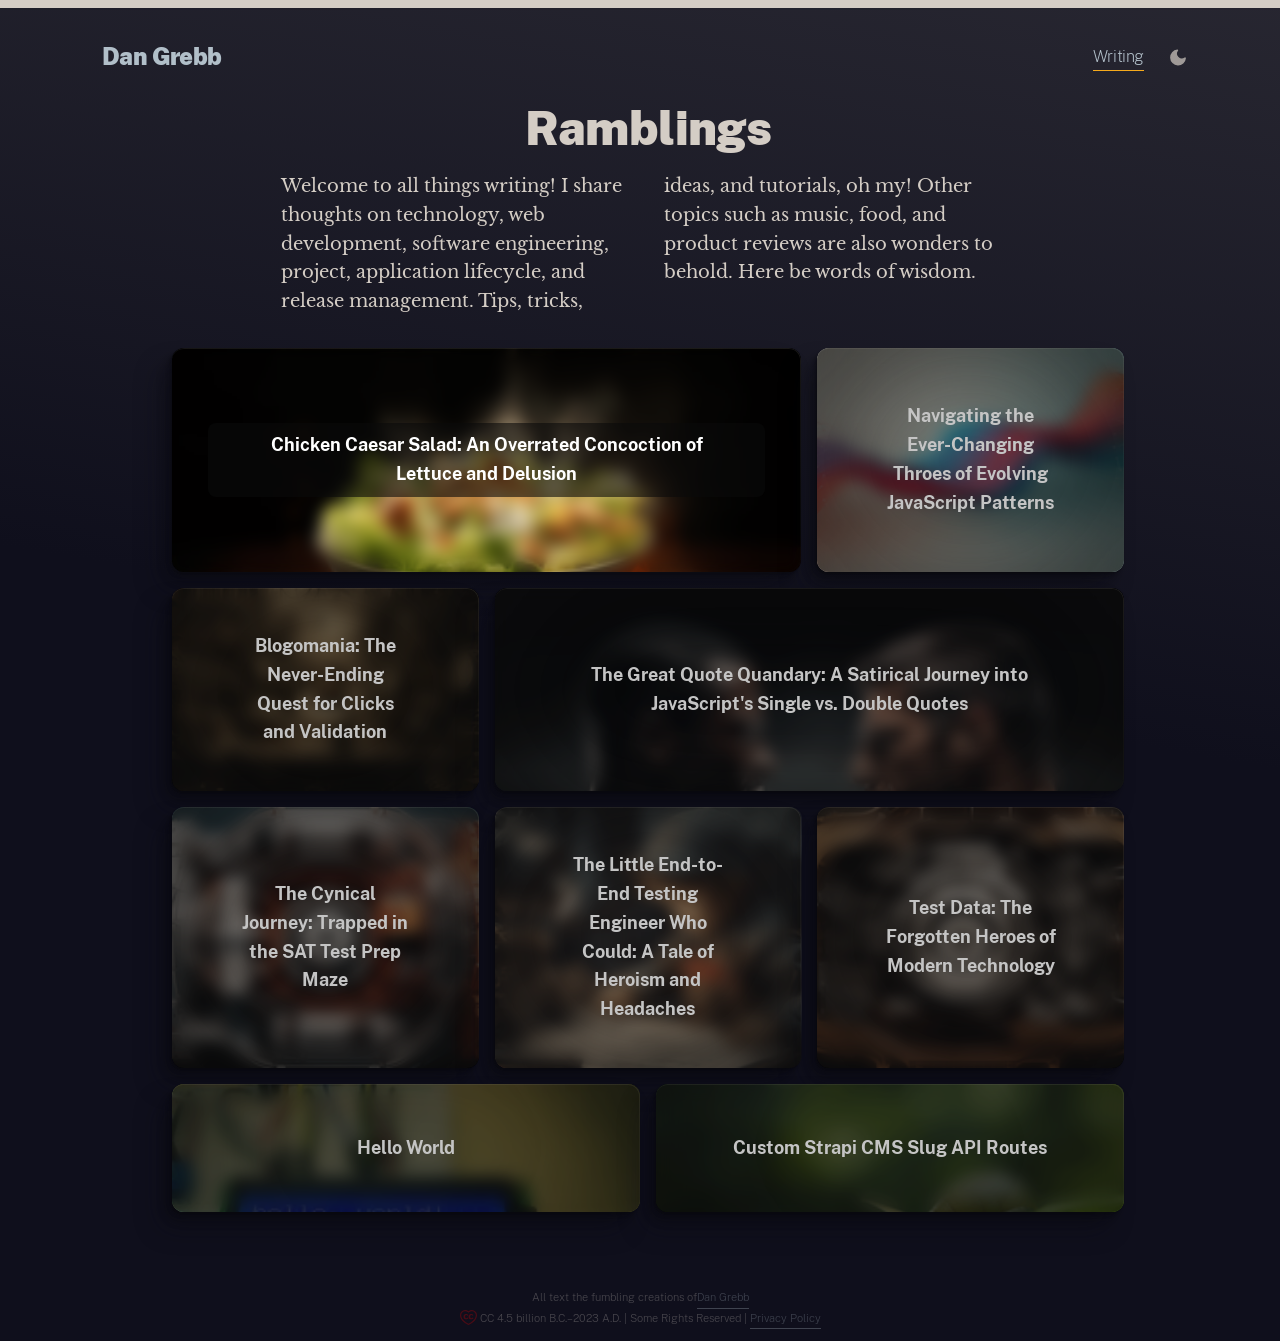 Dan Grebb
Writing
Ramblings
Welcome to all things writing! I share
thoughts on technology, web
development, software engineering,
project, application lifecycle, and
release management. Tips, tricks,
ideas, and tutorials, oh my! Other
topics such as music, food, and
product reviews are also wonders to
behold. Here be words of wisdom.
Chicken Caesar Salad: An Overrated Concoction of
Lettuce and Delusion
Navigating the
Ever-Changing
Throes of Evolving
JavaScript Patterns
Blogomania: The
Never-Ending
Quest for Clicks
and Validation
The Great Quote Quandary: A Satirical Journey into
JavaScript's Single vs. Double Quotes
The Cynical
Journey: Trapped in
the SAT Test Prep
Maze
The Little End-to-
End Testing
Engineer Who
Could: A Tale of
Heroism and
Headaches
Test Data: The
Forgotten Heroes of
Modern Technology
Hello World
Custom Strapi CMS Slug API Routes
All text the fumbling creations ofDan Grebb
CC 4.5 billion B.C.–2023 A.D. | Some Rights Reserved | Privacy Policy